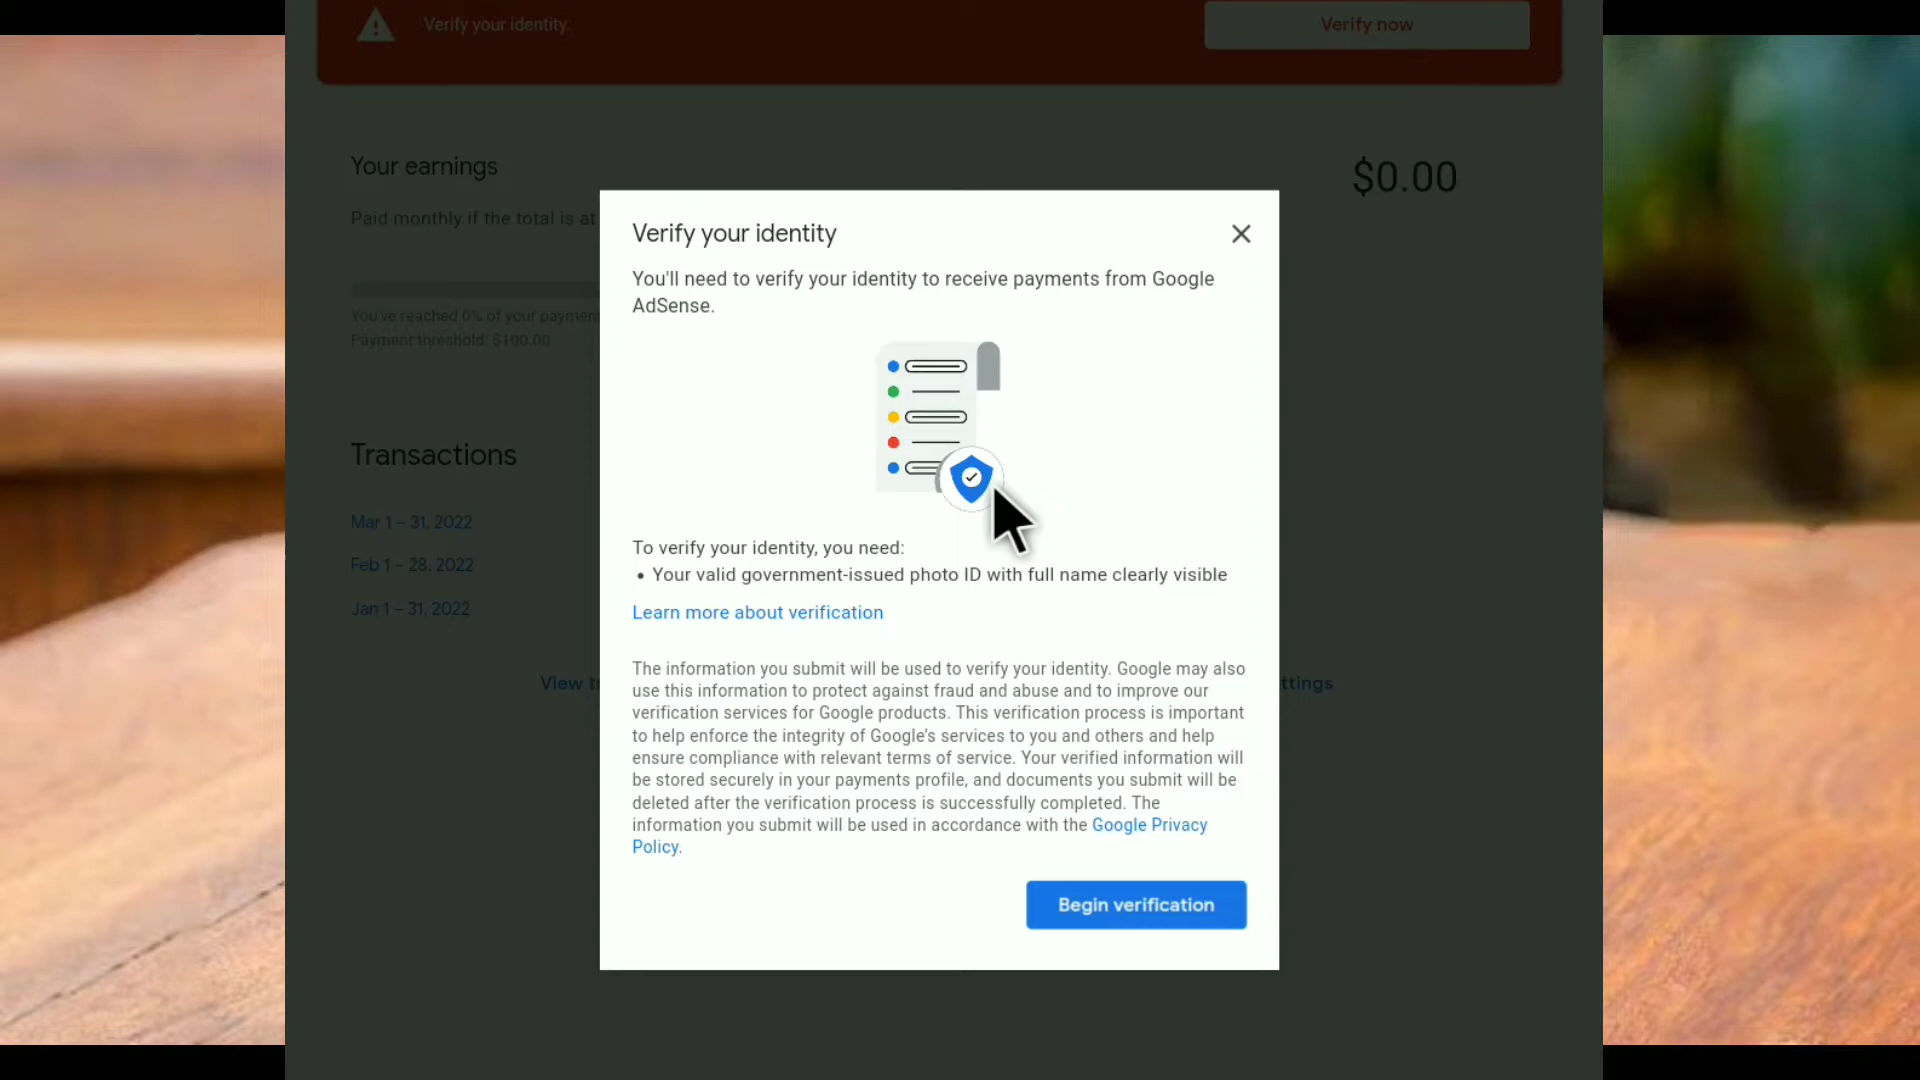 Verify your identity.
Verify now
Your earnings
$0.00
Paid monthly if the total is at
You've reached 0% of your paymen
Payment threshold: $100.00
Transactions
Mar 1 – 31, 2022
Feb 1 – 28, 2022
Jan 1 – 31, 2022
View tr
ttings
Verify your identity
You'll need to verify your identity to receive payments from Google
AdSense.
To verify your identity, you need:
• Your valid government-issued photo ID with full name clearly visible
Learn more about verification
The information you submit will be used to verify your identity. Google may also
use this information to protect against fraud and abuse and to improve our
verification services for Google products. This verification process is important
to help enforce the integrity of Google's services to you and others and help
ensure compliance with relevant terms of service. Your verified information will
be stored securely in your payments profile, and documents you submit will be
deleted after the verification process is successfully completed. The
information you submit will be used in accordance with the Google Privacy
Policy.
Begin verification